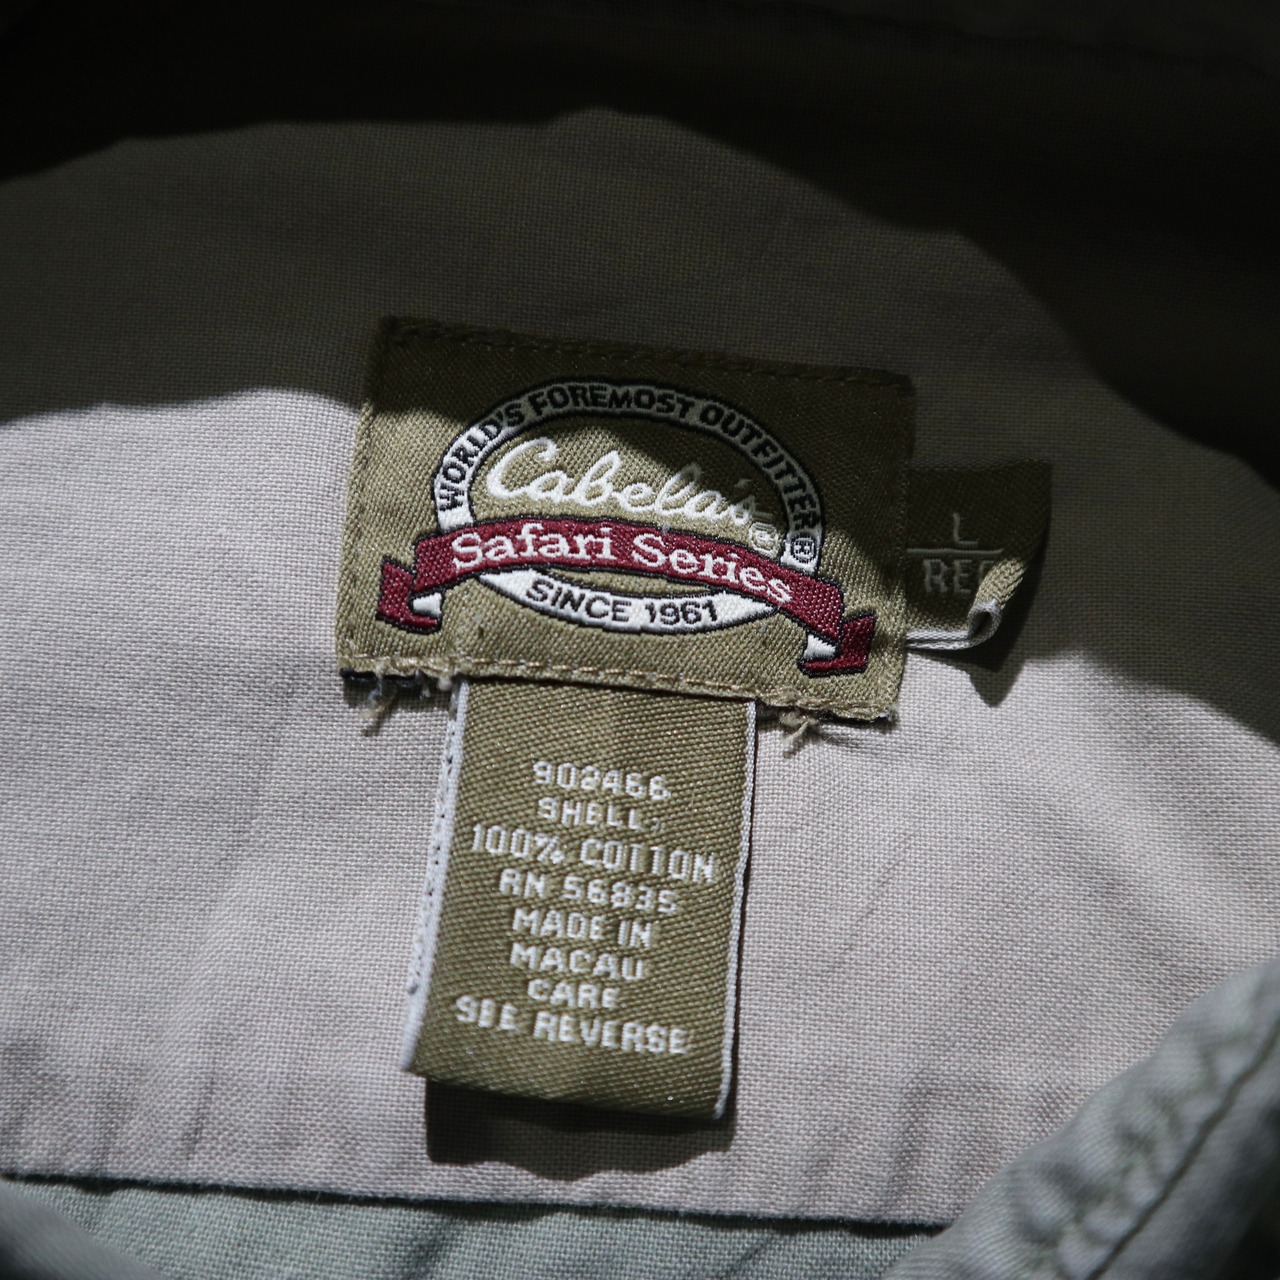 WORLD'S FOREMOST OUTFITTER®
Cabela's®
Safari Series
SINCE 1961
L
REG
902466
SHELL:
100% COTTON
RN 56835
MADE IN
MACAU
CARE
SEE REVERSE